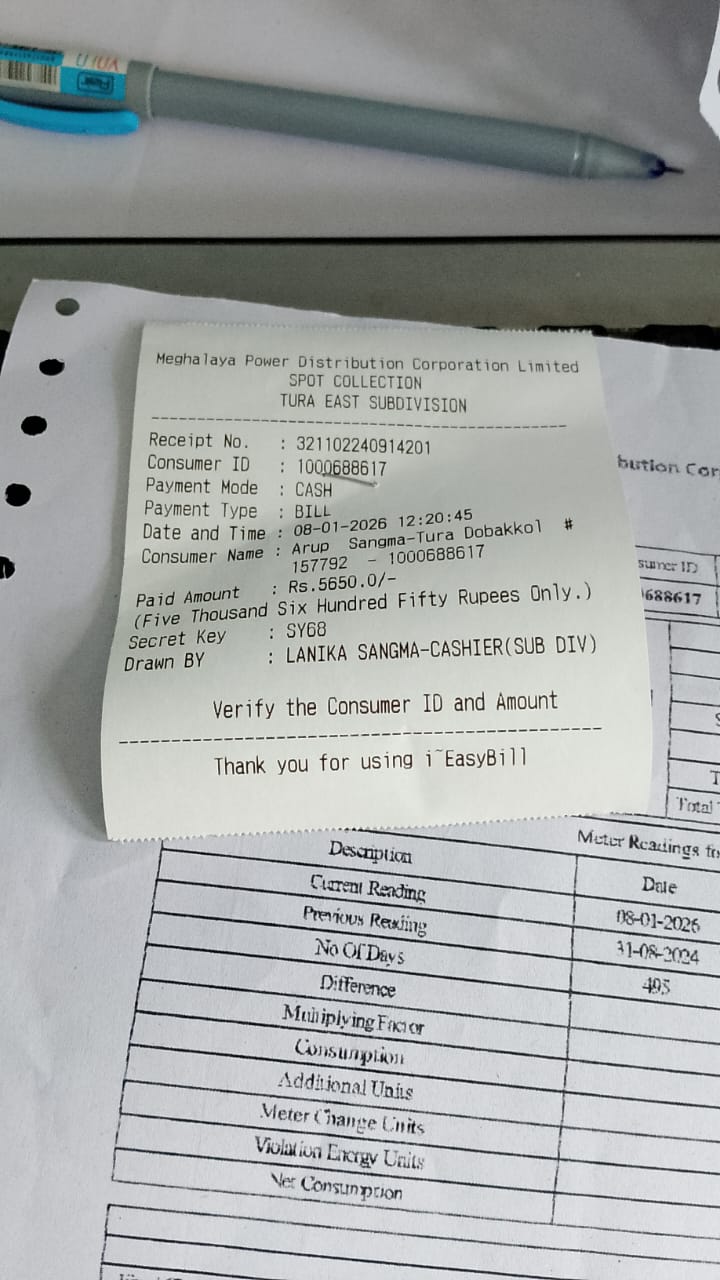 Meghalaya Power Distribution Corporation Limited
SPOT COLLECTION
TURA EAST SUBDIVISION
Receipt No. : 321102240914201
Consumer ID : 1000688617
Payment Mode : CASH
Payment Type : BILL
Date and Time : 08-01-2026 12:20:45
Consumer Name : Arup Sangma-Tura Dobakkol #
157792 - 1000688617
Paid Amount : Rs.5650.0/-
(Five Thousand Six Hundred Fifty Rupees Only.)
Secret Key : SY68
Drawn BY : LANIKA SANGMA-CASHIER(SUB DIV)
Verify the Consumer ID and Amount
Thank you for using i~EasyBill
bution Cor
sumer ID
688617
Total
Meter Readings fo
Description
Date
Current Reading
08-01-2026
Previous Reading
31-08-2024
No Of Days
495
Difference
Multiplying Factor
Consumption
Additional Units
Meter Change Units
Violation Energy Units
Net Consumption